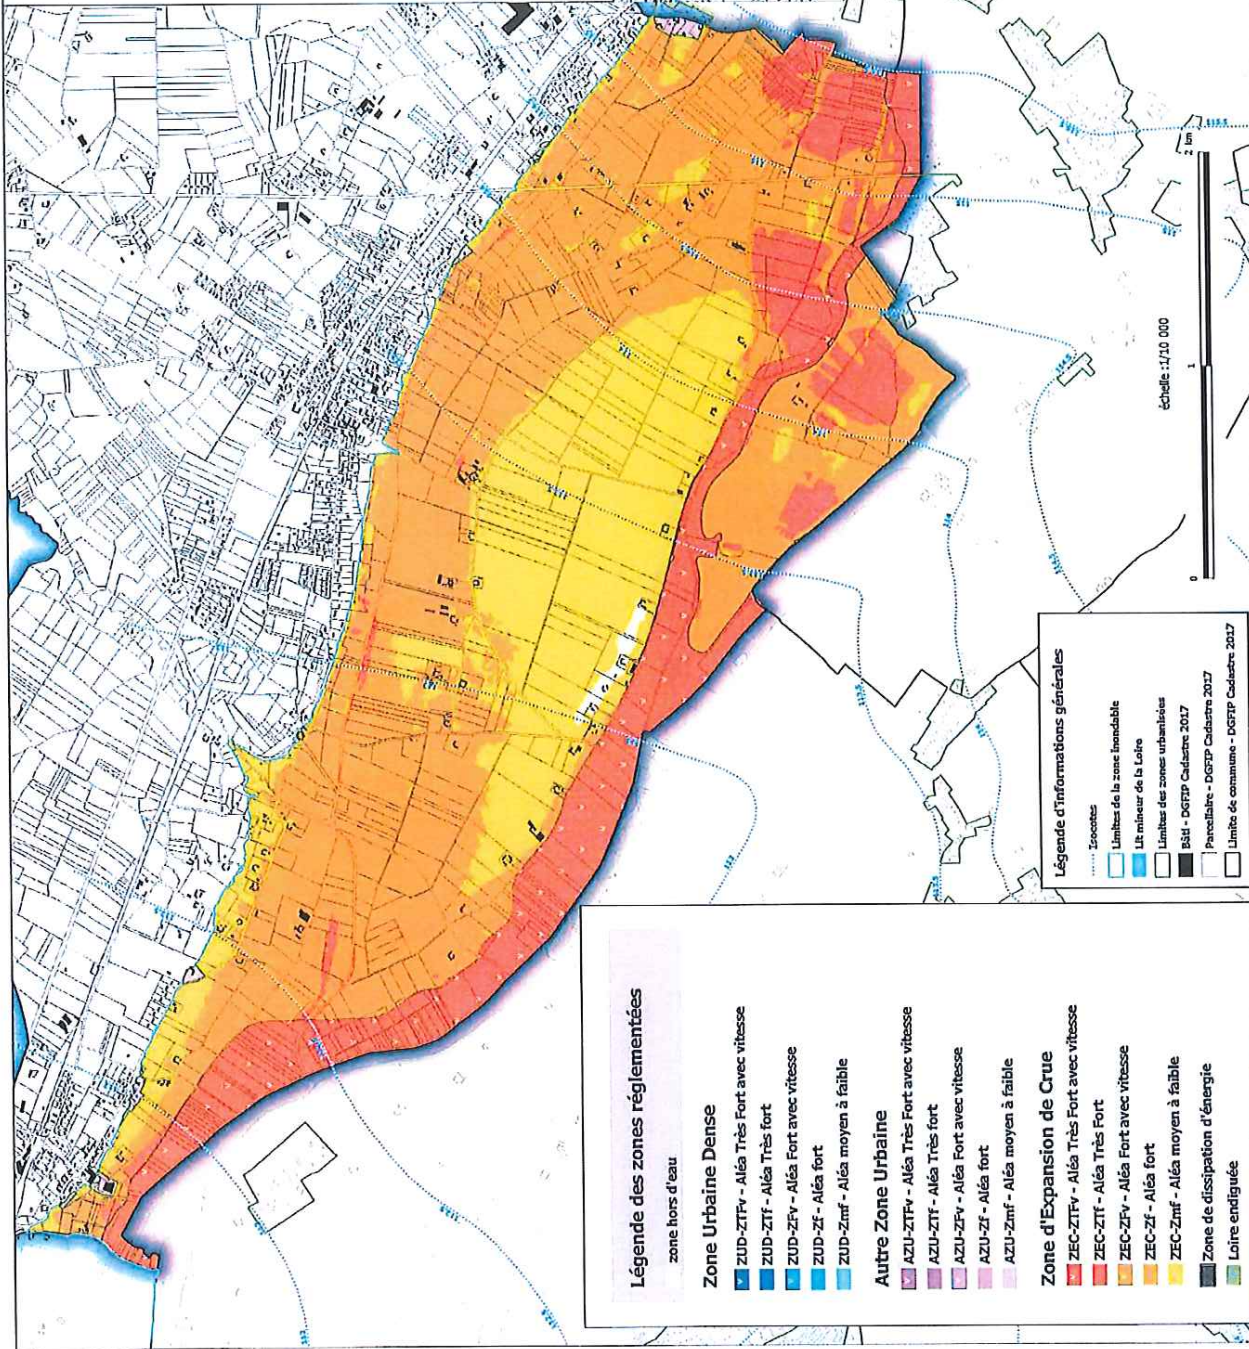 échelle :1/10 000
0
1
2 km
Légende des zones réglementées
zone hors d'eau
Zone Urbaine Dense
ZUD-ZTFv - Aléa Très Fort avec vitesse
ZUD-ZTf - Aléa Très fort
ZUD-ZFv - Aléa Fort avec vitesse
ZUD-Zf - Aléa fort
ZUD-Zmf - Aléa moyen à faible
Autre Zone Urbaine
AZU-ZTFv - Aléa Très Fort avec vitesse
AZU-ZTf - Aléa Très fort
AZU-ZFv - Aléa Fort avec vitesse
AZU-Zf - Aléa fort
AZU-Zmf - Aléa moyen à faible
Zone d'Expansion de Crue
ZEC-ZTFv - Aléa Très Fort avec vitesse
ZEC-ZTf - Aléa Très Fort
ZEC-ZFv - Aléa Fort avec vitesse
ZEC-Zf - Aléa fort
ZEC-Zmf - Aléa moyen à faible
Zone de dissipation d'énergie
Loire endiguée
Légende d'informations générales
Isocotes
Limites de la zone inondable
Lit mineur de la Loire
Limites des zones urbanisées
Bâti - DGFIP Cadastre 2017
Parcellaire - DGFIP Cadastre 2017
Limite de commune - DGFIP Cadastre 2017